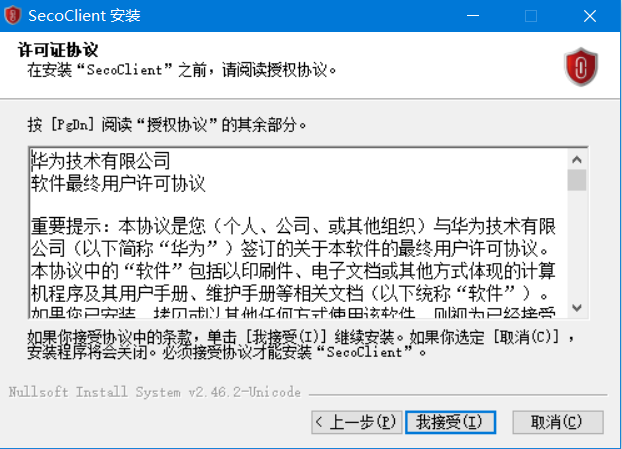 SecoClient 安装
许可证协议
在安装“SecoClient”之前，请阅读授权协议。
按 [PgDn] 阅读“授权协议”的其余部分。
华为技术有限公司
软件最终用户许可协议
重要提示：本协议是您（个人、公司、或其他组织）与华为技术有限
公司（以下简称“华为”）签订的关于本软件的最终用户许可协议。
本协议中的“软件”包括以印刷件、电子文档或其他方式体现的计算
机程序及其用户手册、维护手册等相关文档（以下统称“软件”）。
如果您已安装、拷贝或以其他任何方式使用该软件，则视为已经接受
如果你接受协议中的条款，单击 [我接受(I)] 继续安装。如果你选定 [取消(C)] ，
安装程序将会关闭。必须接受协议才能安装“SecoClient”。
Nullsoft Install System v2.46.2-Unicode
< 上一步(P)
我接受(I)
取消(C)